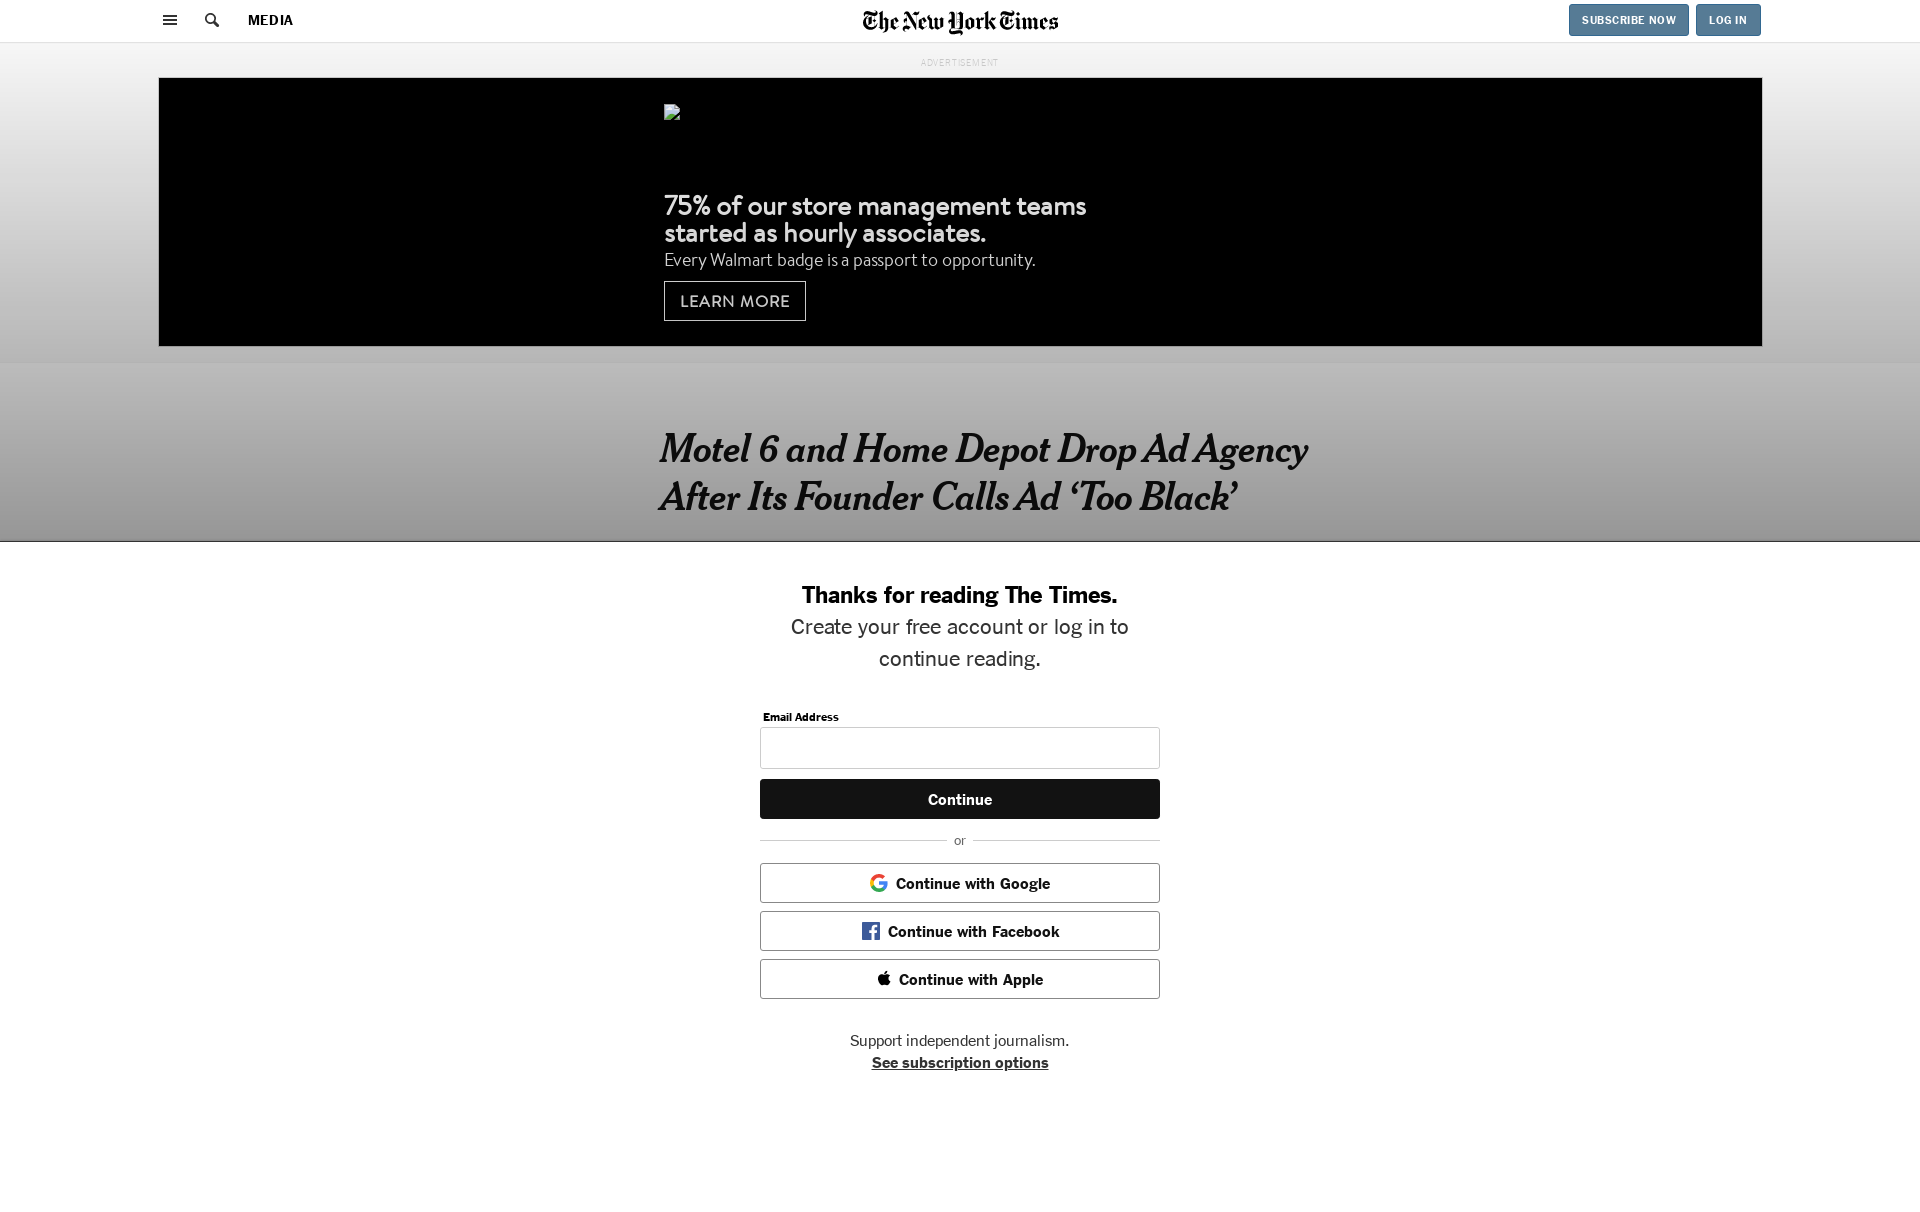 MEDIA
The New York Times
SUBSCRIBE NOW
LOG IN
ADVERTISEMENT
75% of our store management teams
started as hourly associates.
Every Walmart badge is a passport to opportunity.
LEARN MORE
Motel 6 and Home Depot Drop Ad Agency
After Its Founder Calls Ad ‘Too Black’
Thanks for reading The Times.
Create your free account or log in to
continue reading.
Email Address
Continue
or
Continue with Google
Continue with Facebook
Continue with Apple
Support independent journalism.
See subscription options